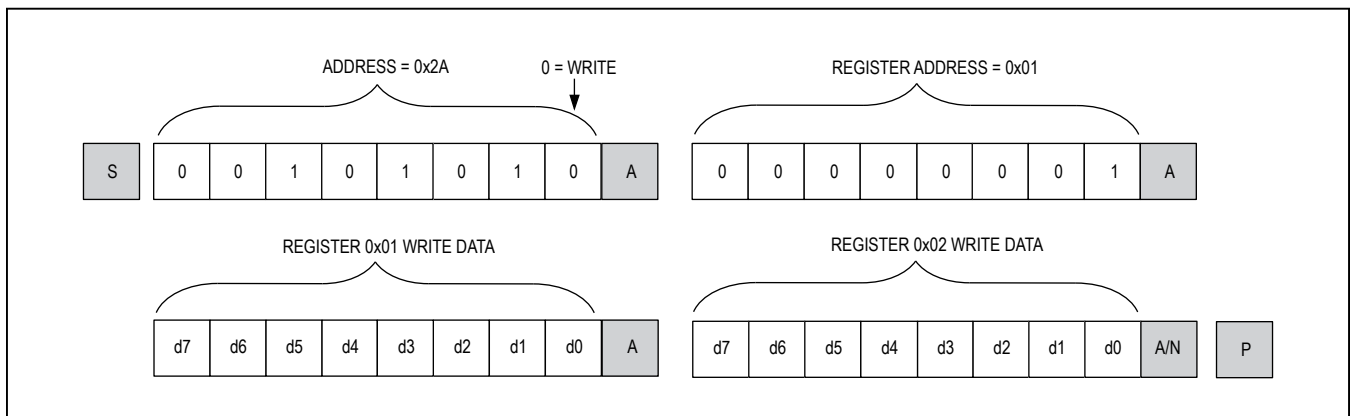 ADDRESS = 0x2A 0 = WRITE REGISTER ADDRESS = 0x01
S 0 0 1 0 1 0 1 0 A 0 0 0 0 0 0 0 1 A
REGISTER 0x01 WRITE DATA REGISTER 0x02 WRITE DATA
d7 d6 d5 d4 d3 d2 d1 d0 A d7 d6 d5 d4 d3 d2 d1 d0 A/N P